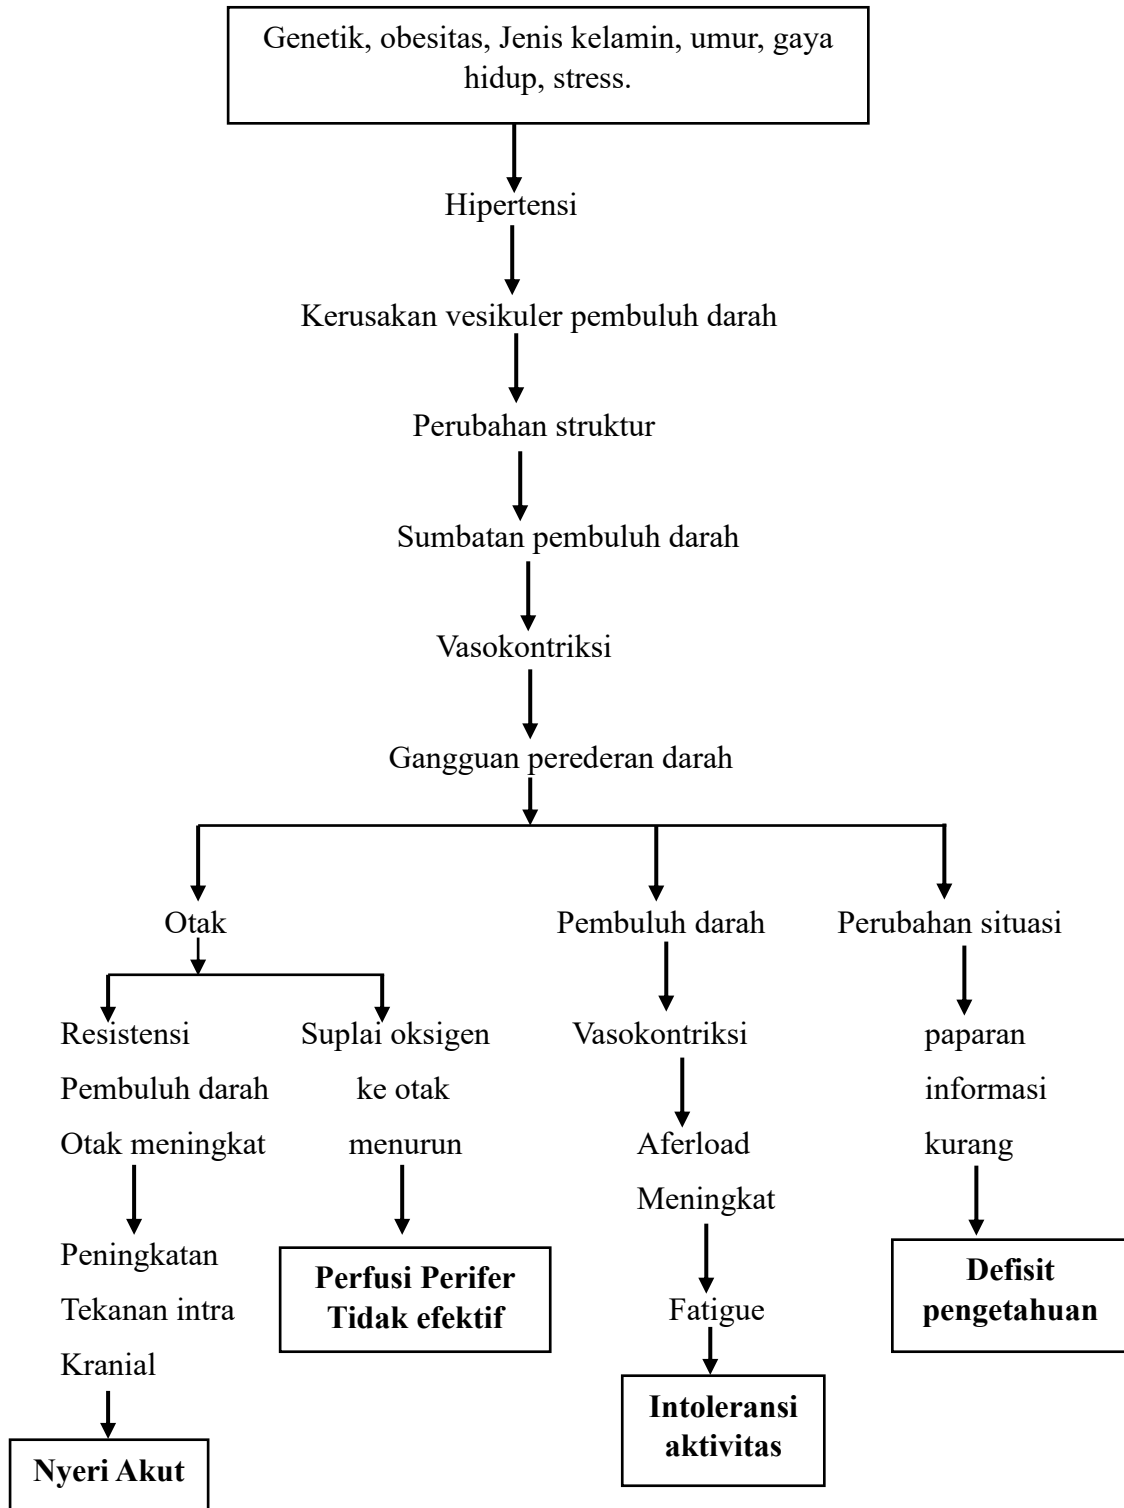 Genetik, obesitas, Jenis kelamin, umur, gaya
hidup, stress.
Hipertensi
Kerusakan vesikuler pembuluh darah
Perubahan struktur
Sumbatan pembuluh darah
Vasokontriksi
Gangguan perederan darah
Otak
Pembuluh darah
Perubahan situasi
Resistensi
Pembuluh darah
Otak meningkat
Suplai oksigen
ke otak
menurun
Vasokontriksi
paparan
informasi
kurang
Aferload
Meningkat
Peningkatan
Tekanan intra
Kranial
Perfusi Perifer
Tidak efektif
Fatigue
Defisit
pengetahuan
Intoleransi
aktivitas
Nyeri Akut